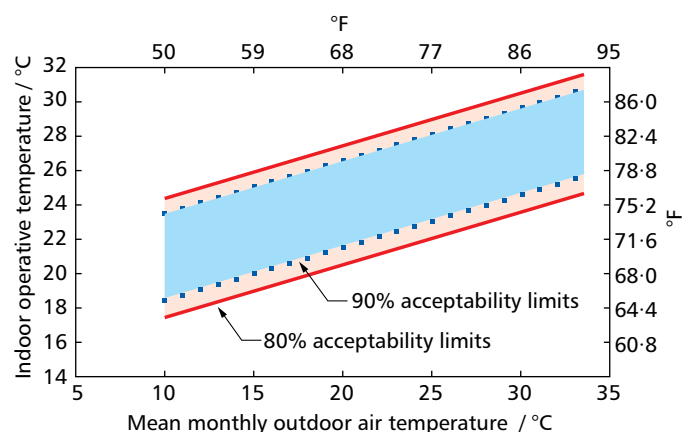 °F
50 59 68 77 86 95
32
30
28
26
24
22
20
18
16
14
Indoor operative temperature / °C
86·0
82·4
78·8
75·2
71·6
68·0
64·4
60·8
°F
90% acceptability limits
80% acceptability limits
5 10 15 20 25 30 35
Mean monthly outdoor air temperature / °C